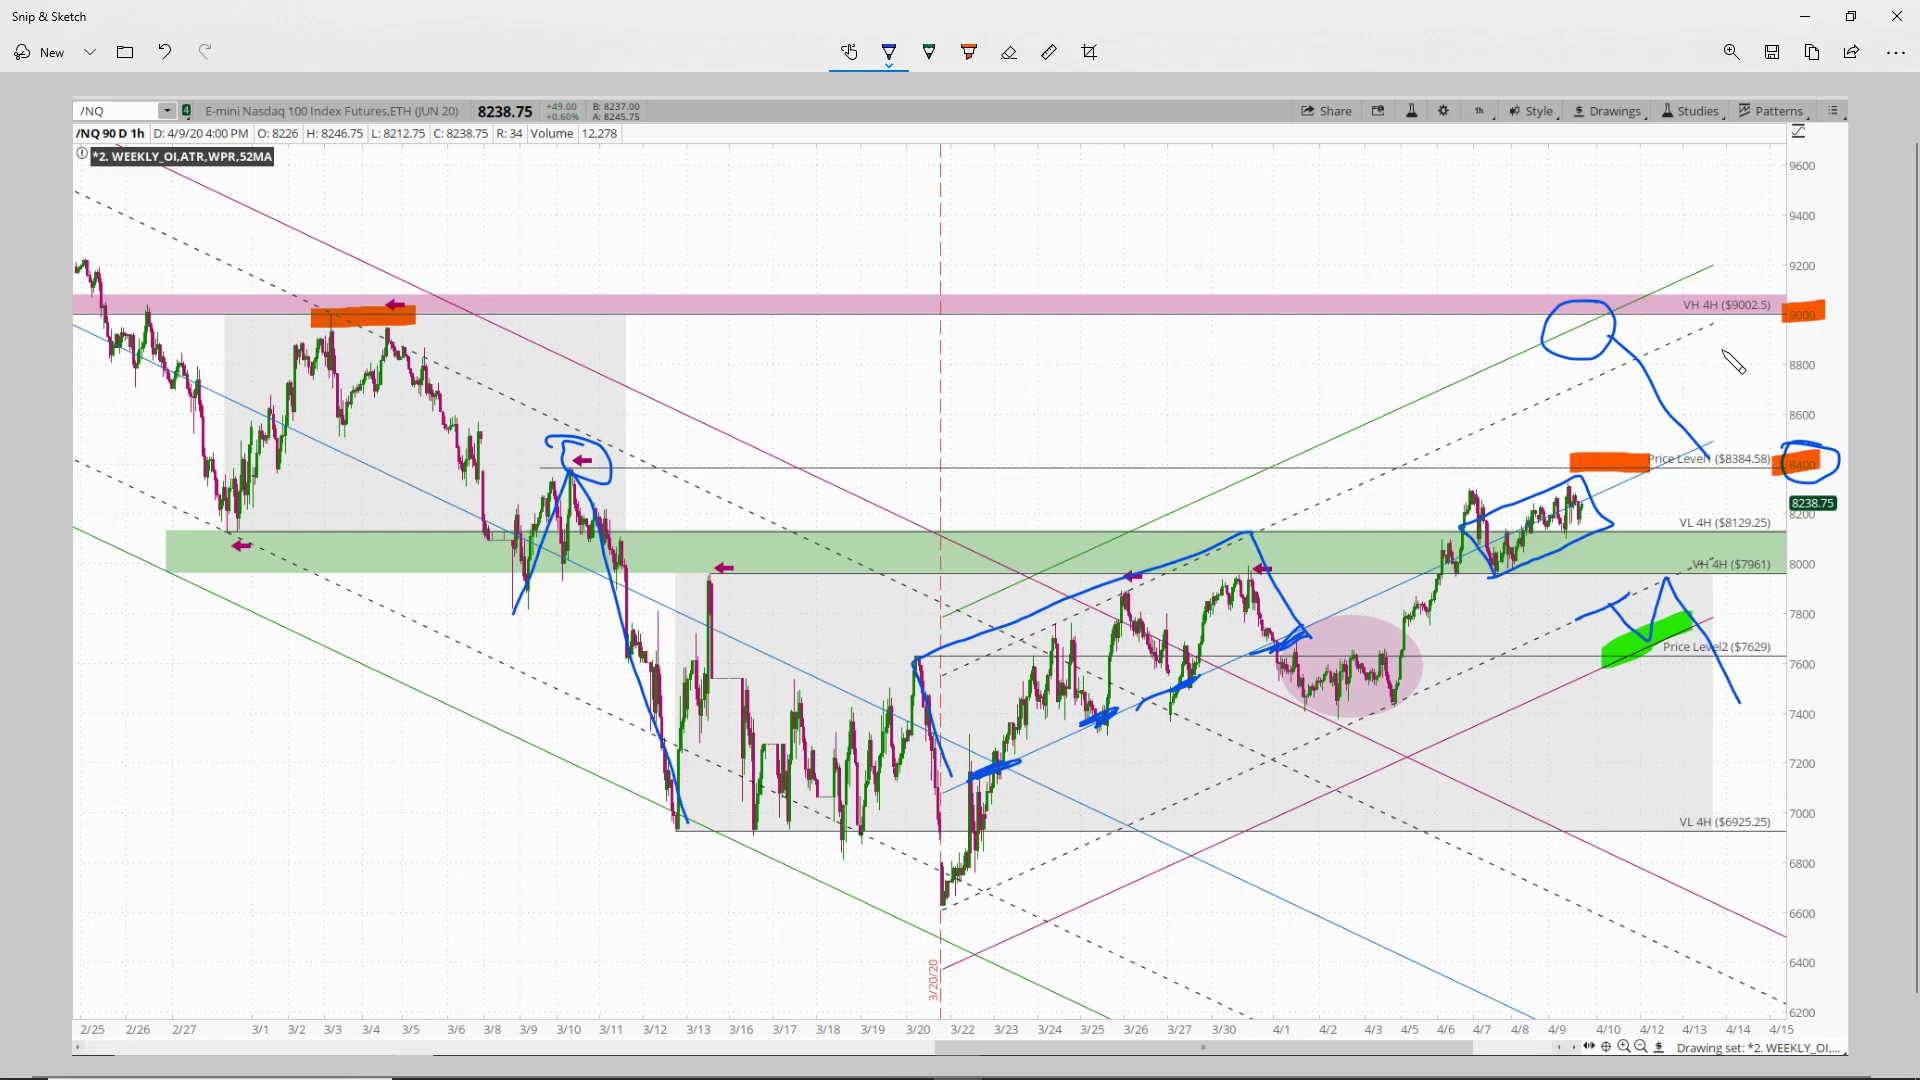 Snip & Sketch
New
/NQ 4 E-mini Nasdaq 100 Index Futures,ETH (JUN 20) 8238.75 +49.00 B: 8237.00
+0.60% A: 8245.75
Share 1h Style Drawings Studies Patterns
/NQ 90 D 1h D: 4/9/20 4:00 PM O: 8226 H: 8246.75 L: 8212.75 C: 8238.75 R: 34 Volume 12,278
*2. WEEKLY_OI,ATR,WPR,52MA
9600
9400
9200
VH 4H ($9002.5)
9000
8800
8600
Price Level1 ($8384.58)
8400
8238.75
8200
VL 4H ($8129.25)
VH 4H ($7961)
8000
7800
Price Level2 ($7629)
7600
7400
7200
7000
VL 4H ($6925.25)
6800
6600
6400
6200
3/20/20
2/25 2/26 2/27 3/1 3/2 3/3 3/4 3/5 3/6 3/8 3/9 3/10 3/11 3/12 3/13 3/16 3/17 3/18 3/19 3/20 3/22 3/23 3/24 3/25 3/26 3/27 3/30 4/1 4/2 4/3 4/5 4/6 4/7 4/8 4/9 4/10 4/12 4/13 4/14 4/15
Drawing set: *2. WEEKLY_OI,...